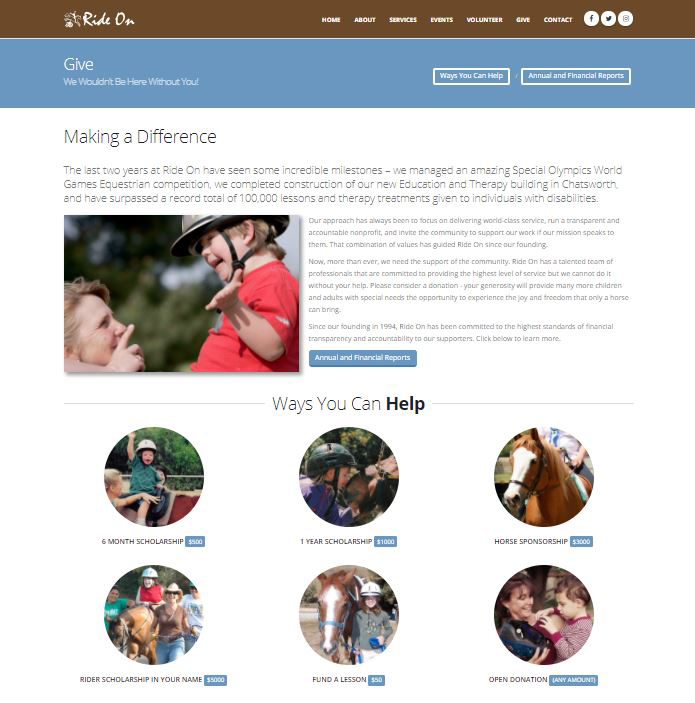 Ride On
HOME ABOUT SERVICES EVENTS VOLUNTEER GIVE CONTACT
Give
We Wouldn't Be Here Without You!
Ways You Can Help / Annual and Financial Reports
Making a Difference
The last two years at Ride On have seen some incredible milestones – we managed an amazing Special Olympics World
Games Equestrian competition, we completed construction of our new Education and Therapy building in Chatsworth,
and have surpassed a record total of 100,000 lessons and therapy treatments given to individuals with disabilities.
Our approach has always been to focus on delivering world-class service, run a transparent and
accountable nonprofit, and invite the community to support our work if our mission speaks to
them. That combination of values has guided Ride On since our founding.
Now, more than ever, we need the support of the community. Ride On has a talented team of
professionals that are committed to providing the highest level of service but we cannot do it
without your help. Please consider a donation - your generosity will provide many more children
and adults with special needs the opportunity to experience the joy and freedom that only a horse
can bring.
Since our founding in 1994, Ride On has been committed to the highest standards of financial
transparency and accountability to our supporters. Click below to learn more.
Annual and Financial Reports
Ways You Can Help
6 MONTH SCHOLARSHIP $500
1 YEAR SCHOLARSHIP $1000
HORSE SPONSORSHIP $3000
RIDER SCHOLARSHIP IN YOUR NAME $5000
FUND A LESSON $50
OPEN DONATION (ANY AMOUNT)